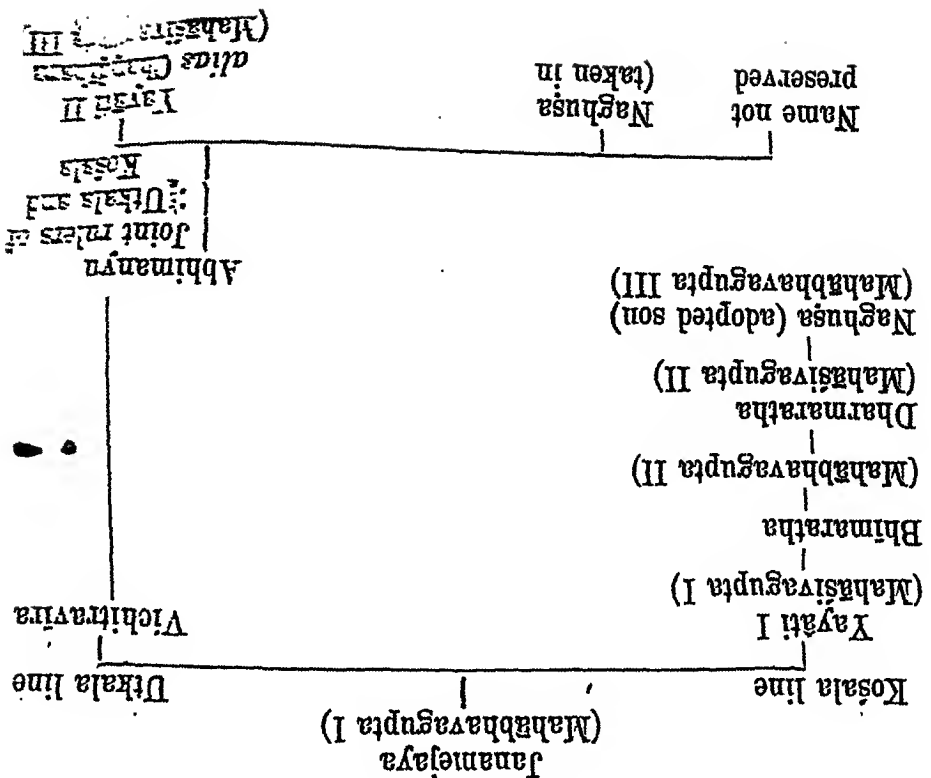 Janamejaya
(Mahābhavagupta I)
Kośala line
Utkala line
Yayâti I
(Mahāśivagupta I)
Vichitravīra
Bhīmaratha
(Mahābhavagupta II)
Dharmaratha
(Mahāśivagupta II)
Naghuṣa (adopted son)
(Mahābhavagupta III)
Abhimanyu
Joint rulers of
Utkala and
Kośala
Name not
preserved
Naghuṣa
(taken in
Yayāti II
alias
III